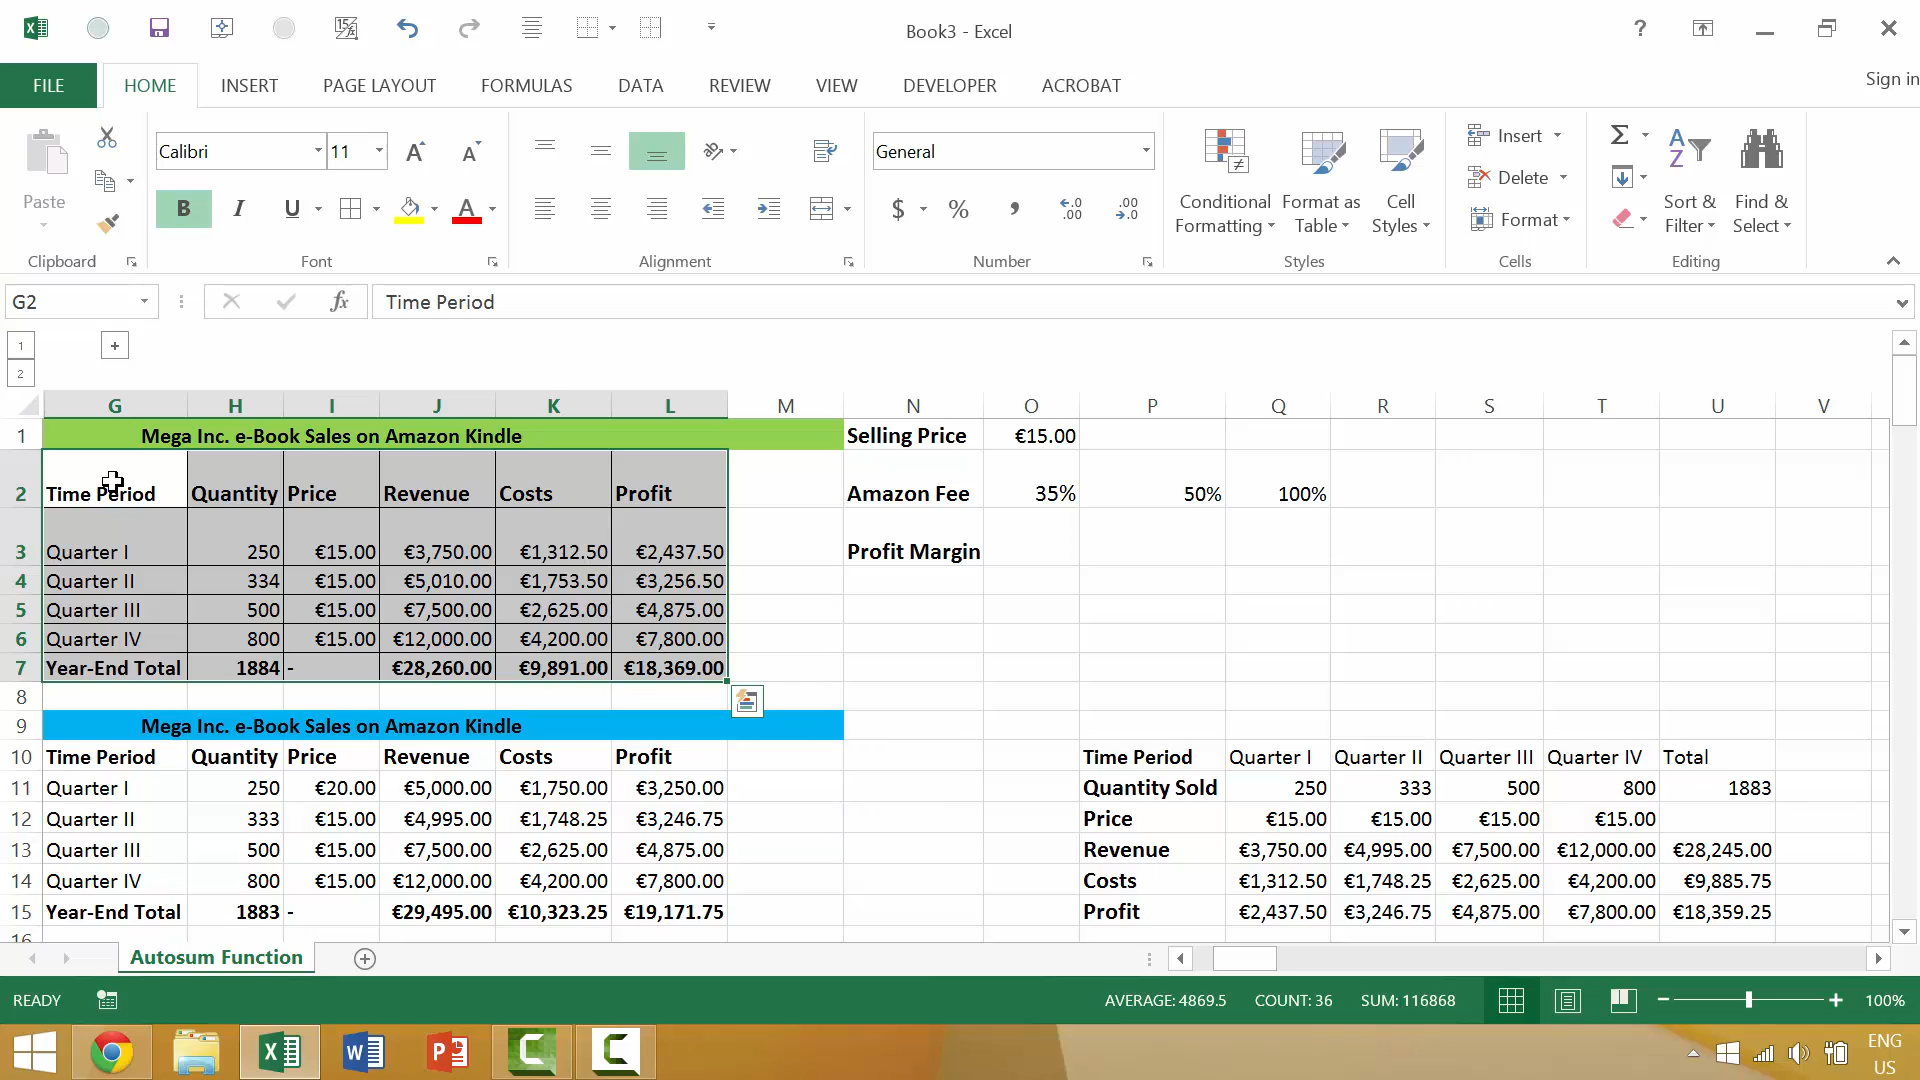 Book3 - Excel
?
FILE HOME INSERT PAGE LAYOUT FORMULAS DATA REVIEW VIEW DEVELOPER ACROBAT Sign in
Paste
Calibri 11 A A
B I U A
General
$ % , .00 .00
Conditional Formatting
Format as Table
Cell Styles
Insert
Delete
Format
Sort & Filter
Find & Select
Clipboard Font Alignment Number Styles Cells Editing
G2 fx Time Period
1 +
2
G H I J K L M N O P Q R S T U V
1 Mega Inc. e-Book Sales on Amazon Kindle Selling Price €15.00
2 Time Period Quantity Price Revenue Costs Profit Amazon Fee 35% 50% 100%
3 Quarter I 250 €15.00 €3,750.00 €1,312.50 €2,437.50 Profit Margin
4 Quarter II 334 €15.00 €5,010.00 €1,753.50 €3,256.50
5 Quarter III 500 €15.00 €7,500.00 €2,625.00 €4,875.00
6 Quarter IV 800 €15.00 €12,000.00 €4,200.00 €7,800.00
7 Year-End Total 1884 - €28,260.00 €9,891.00 €18,369.00
8
9 Mega Inc. e-Book Sales on Amazon Kindle
10 Time Period Quantity Price Revenue Costs Profit Time Period Quarter I Quarter II Quarter III Quarter IV Total
11 Quarter I 250 €20.00 €5,000.00 €1,750.00 €3,250.00 Quantity Sold 250 333 500 800 1883
12 Quarter II 333 €15.00 €4,995.00 €1,748.25 €3,246.75 Price €15.00 €15.00 €15.00 €15.00
13 Quarter III 500 €15.00 €7,500.00 €2,625.00 €4,875.00 Revenue €3,750.00 €4,995.00 €7,500.00 €12,000.00 €28,245.00
14 Quarter IV 800 €15.00 €12,000.00 €4,200.00 €7,800.00 Costs €1,312.50 €1,748.25 €2,625.00 €4,200.00 €9,885.75
15 Year-End Total 1883 - €29,495.00 €10,323.25 €19,171.75 Profit €2,437.50 €3,246.75 €4,875.00 €7,800.00 €18,359.25
16
Autosum Function
READY AVERAGE: 4869.5 COUNT: 36 SUM: 116868 100%
ENG
US